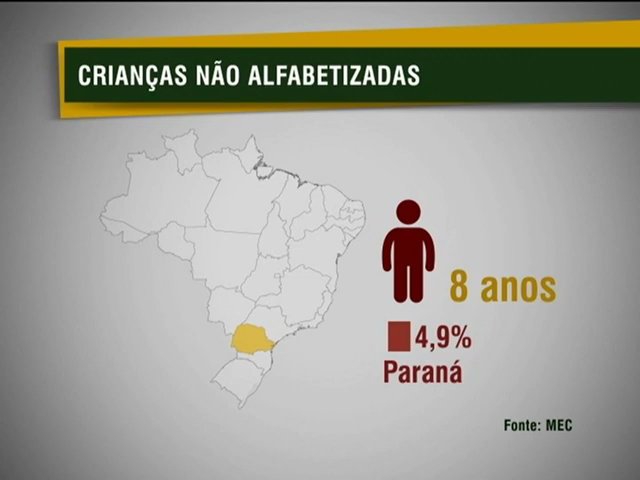 CRIANÇAS NÃO ALFABETIZADAS
8 anos
4,9%
Paraná
Fonte: MEC